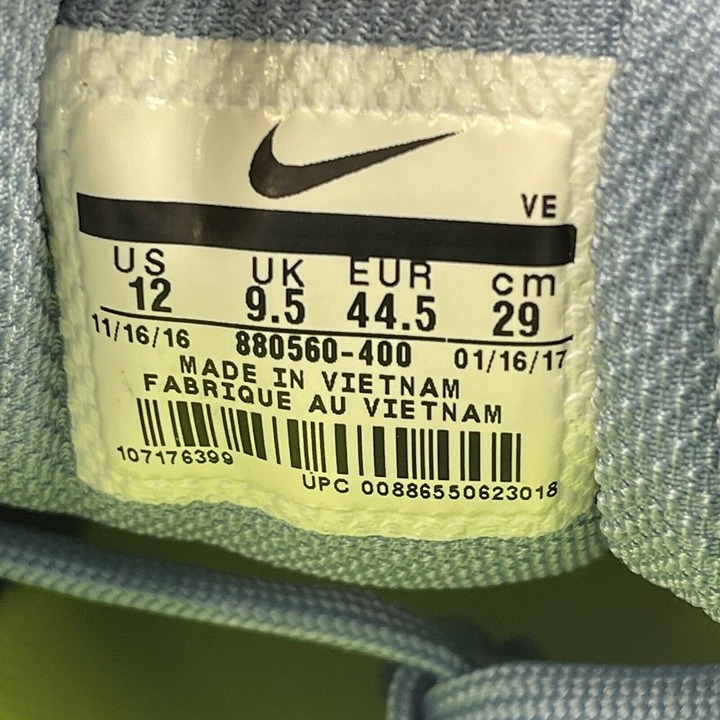 VE
US UK EUR cm
12 9.5 44.5 29
11/16/16 880560-400 01/16/17
MADE IN VIETNAM
FABRIQUE AU VIETNAM
107176399
UPC 00886550623018